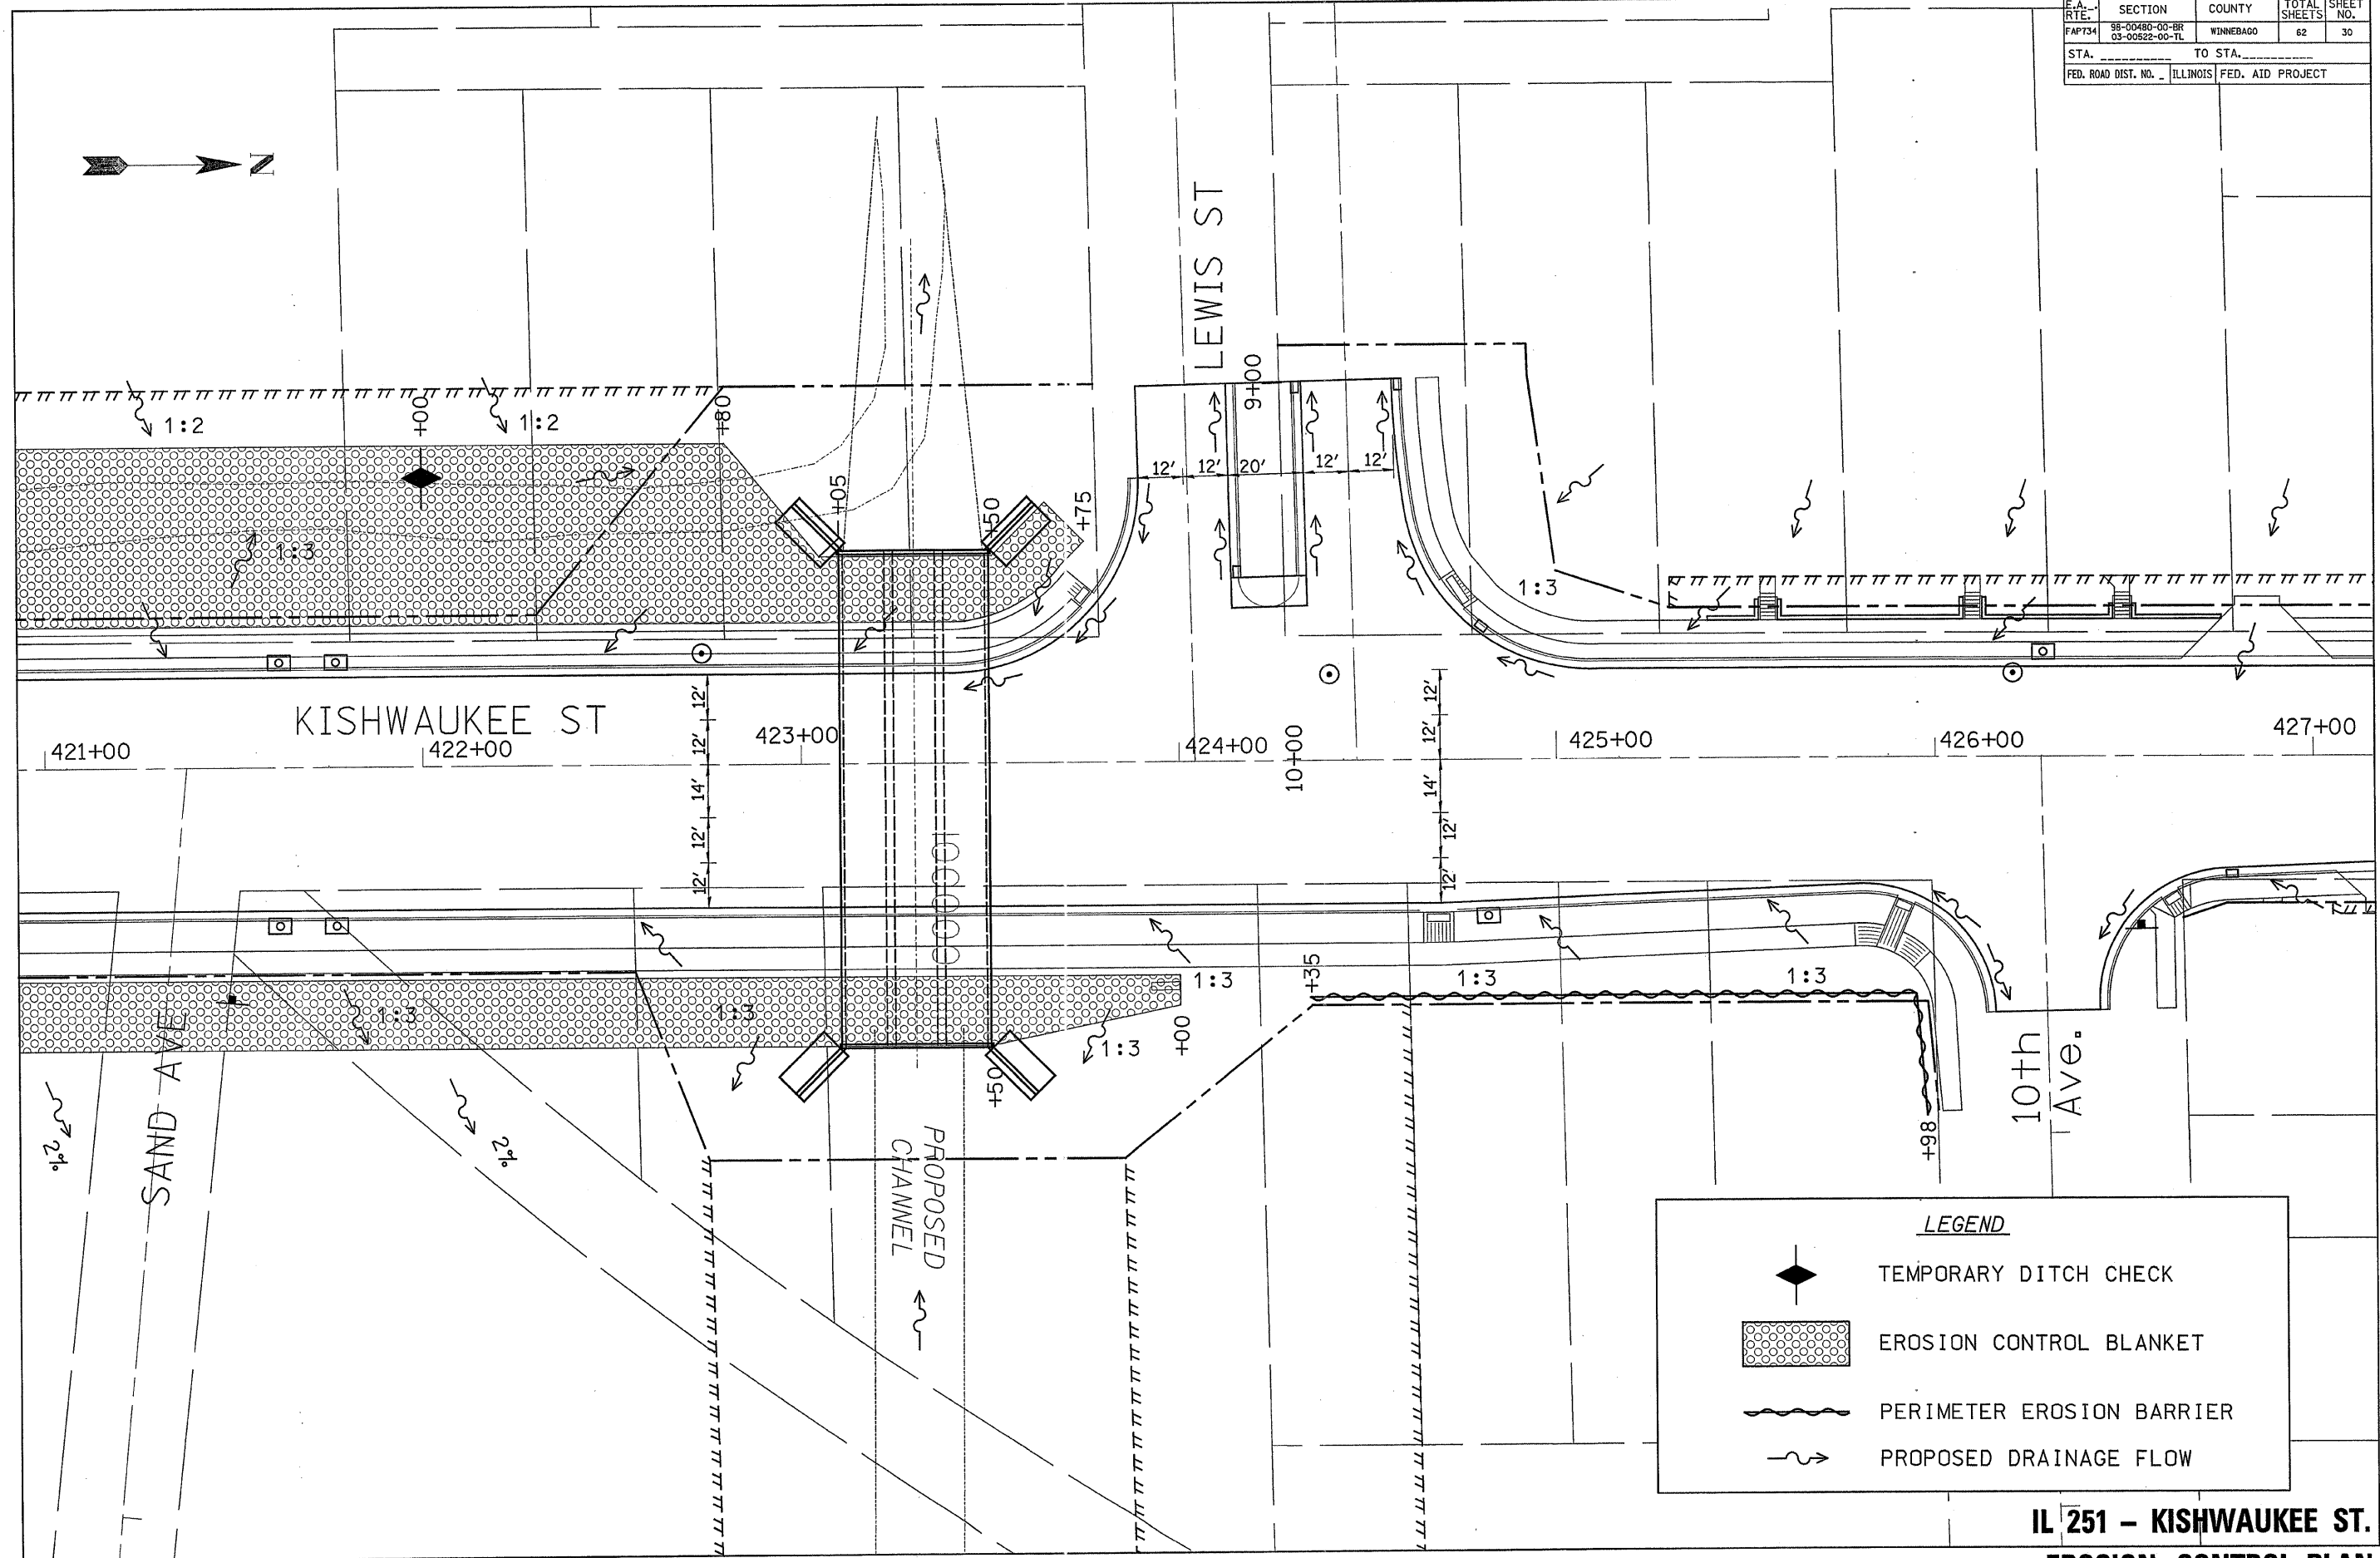 F.A. RTE. SECTION COUNTY TOTAL SHEETS SHEET NO.
FAP734 98-00480-00-BR 03-00522-00-TL WINNEBAGO 62 30
STA. __________ TO STA. __________
FED. ROAD DIST. NO. _ ILLINOIS FED. AID PROJECT
N
LEWIS ST
9+00
1:2
+00
1:2
+80
12' 12' 20' 12' 12'
+05
+50
+75
1:3
1:3
KISHWAUKEE ST
12'
12'
14'
12'
12'
12'
12'
14'
12'
12'
421+00
422+00
423+00
424+00
10+00
425+00
426+00
427+00
1:3
1:3
1:3
+35
1:3
1:3
1:3
+00
+50
SAND AVE
2%
2%
PROPOSED
CHANNEL
10th
Ave.
+98
LEGEND
TEMPORARY DITCH CHECK
EROSION CONTROL BLANKET
PERIMETER EROSION BARRIER
PROPOSED DRAINAGE FLOW
IL 251 – KISHWAUKEE ST.
EROSION CONTROL PLAN